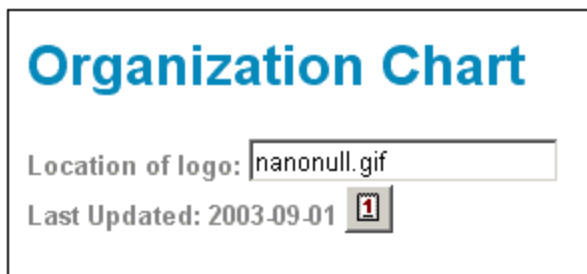 Organization Chart
Location of logo: nanonull.gif
Last Updated: 2003-09-01 1